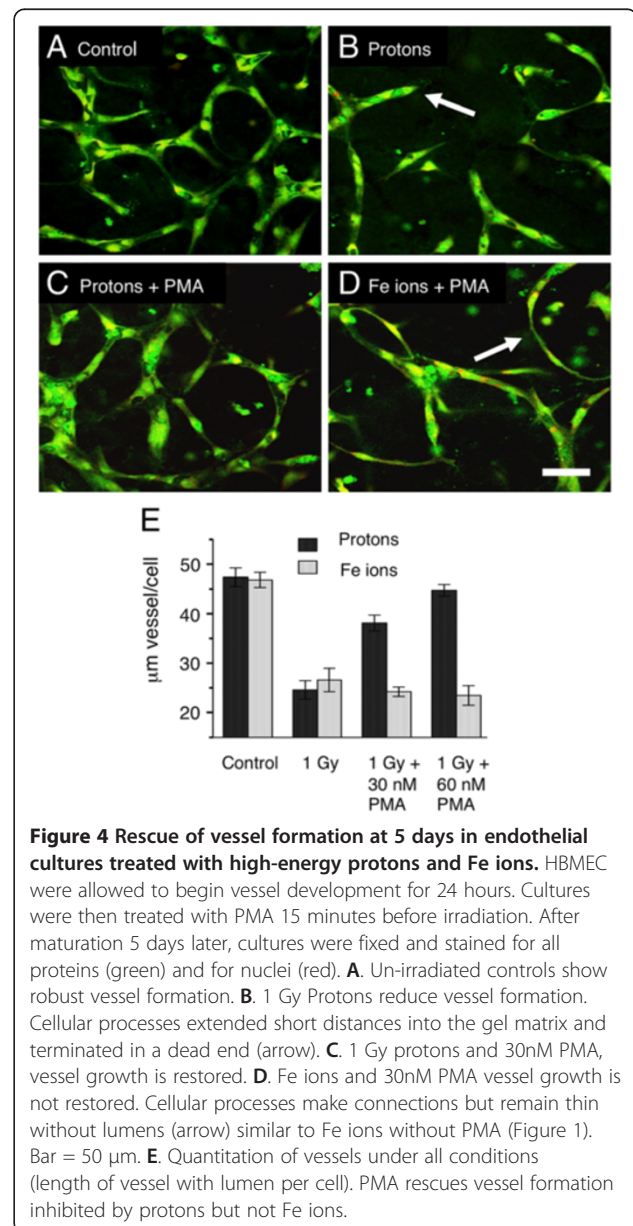 A Control
B Protons
C Protons + PMA
D Fe ions + PMA
E
Protons
Fe ions
µm vessel/cell
50
40
30
20
Control
1 Gy
1 Gy +
30 nM
PMA
1 Gy +
60 nM
PMA
Figure 4 Rescue of vessel formation at 5 days in endothelial
cultures treated with high-energy protons and Fe ions. HBMEC
were allowed to begin vessel development for 24 hours. Cultures
were then treated with PMA 15 minutes before irradiation. After
maturation 5 days later, cultures were fixed and stained for all
proteins (green) and for nuclei (red). A. Un-irradiated controls show
robust vessel formation. B. 1 Gy Protons reduce vessel formation.
Cellular processes extended short distances into the gel matrix and
terminated in a dead end (arrow). C. 1 Gy protons and 30nM PMA,
vessel growth is restored. D. Fe ions and 30nM PMA vessel growth is
not restored. Cellular processes make connections but remain thin
without lumens (arrow) similar to Fe ions without PMA (Figure 1).
Bar = 50 µm. E. Quantitation of vessels under all conditions
(length of vessel with lumen per cell). PMA rescues vessel formation
inhibited by protons but not Fe ions.